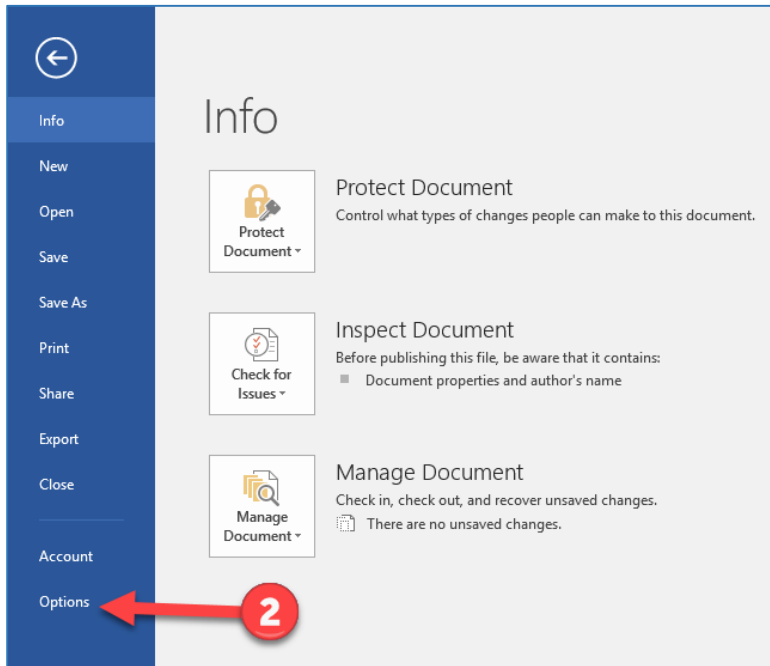 Info
New
Open
Save
Save As
Print
Share
Export
Close
Account
Options
2
Info
Protect
Document
Protect Document
Control what types of changes people can make to this document.
Check for
Issues
Inspect Document
Before publishing this file, be aware that it contains:
Document properties and author's name
Manage
Document
Manage Document
Check in, check out, and recover unsaved changes.
There are no unsaved changes.